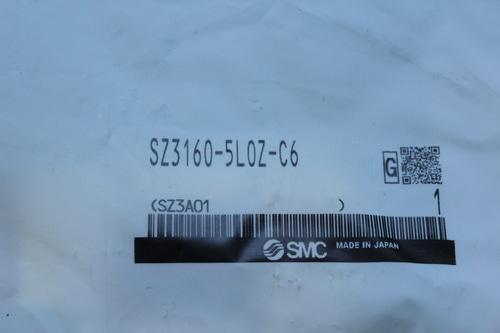 SZ3160-5LOZ-C6
G
(SZ3A01 )
1
SMC MADE IN JAPAN